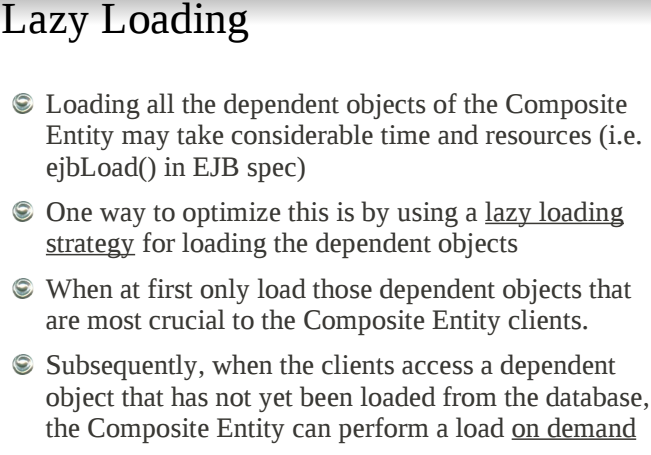 Lazy Loading
Loading all the dependent objects of the Composite
Entity may take considerable time and resources (i.e.
ejbLoad() in EJB spec)
One way to optimize this is by using a lazy loading
strategy for loading the dependent objects
When at first only load those dependent objects that
are most crucial to the Composite Entity clients.
Subsequently, when the clients access a dependent
object that has not yet been loaded from the database,
the Composite Entity can perform a load on demand